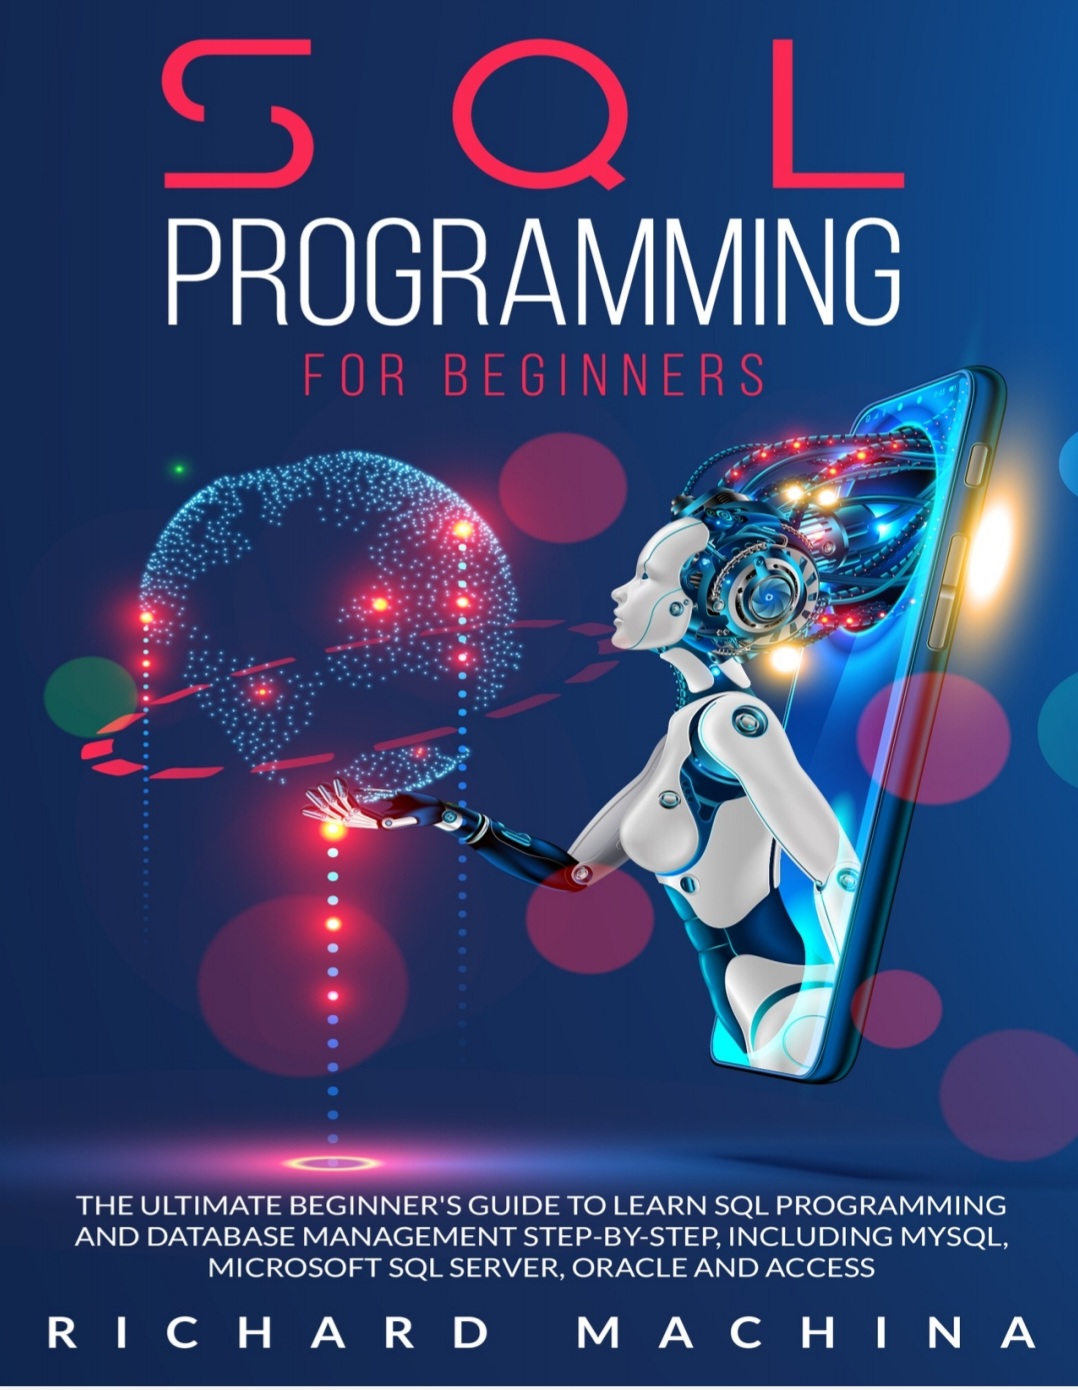 SQL
PROGRAMMING
FOR BEGINNERS
THE ULTIMATE BEGINNER'S GUIDE TO LEARN SQL PROGRAMMING
AND DATABASE MANAGEMENT STEP-BY-STEP, INCLUDING MYSQL,
MICROSOFT SQL SERVER, ORACLE AND ACCESS
RICHARD MACHINA